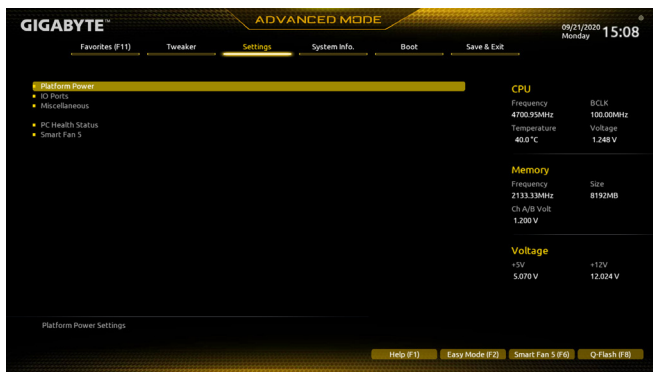 GIGABYTE™
ADVANCED MODE
09/21/2020
Monday
15:08
Favorites (F11) Tweaker Settings System Info. Boot Save & Exit
Platform Power
IO Ports
Miscellaneous
PC Health Status
Smart Fan 5
CPU
Frequency BCLK
4700.95MHz 100.00MHz
Temperature Voltage
40.0 °C 1.248 V
Memory
Frequency Size
2133.33MHz 8192MB
Ch A/B Volt
1.200 V
Voltage
+5V +12V
5.070 V 12.024 V
Platform Power Settings
Help (F1) Easy Mode (F2) Smart Fan 5 (F6) Q-Flash (F8)